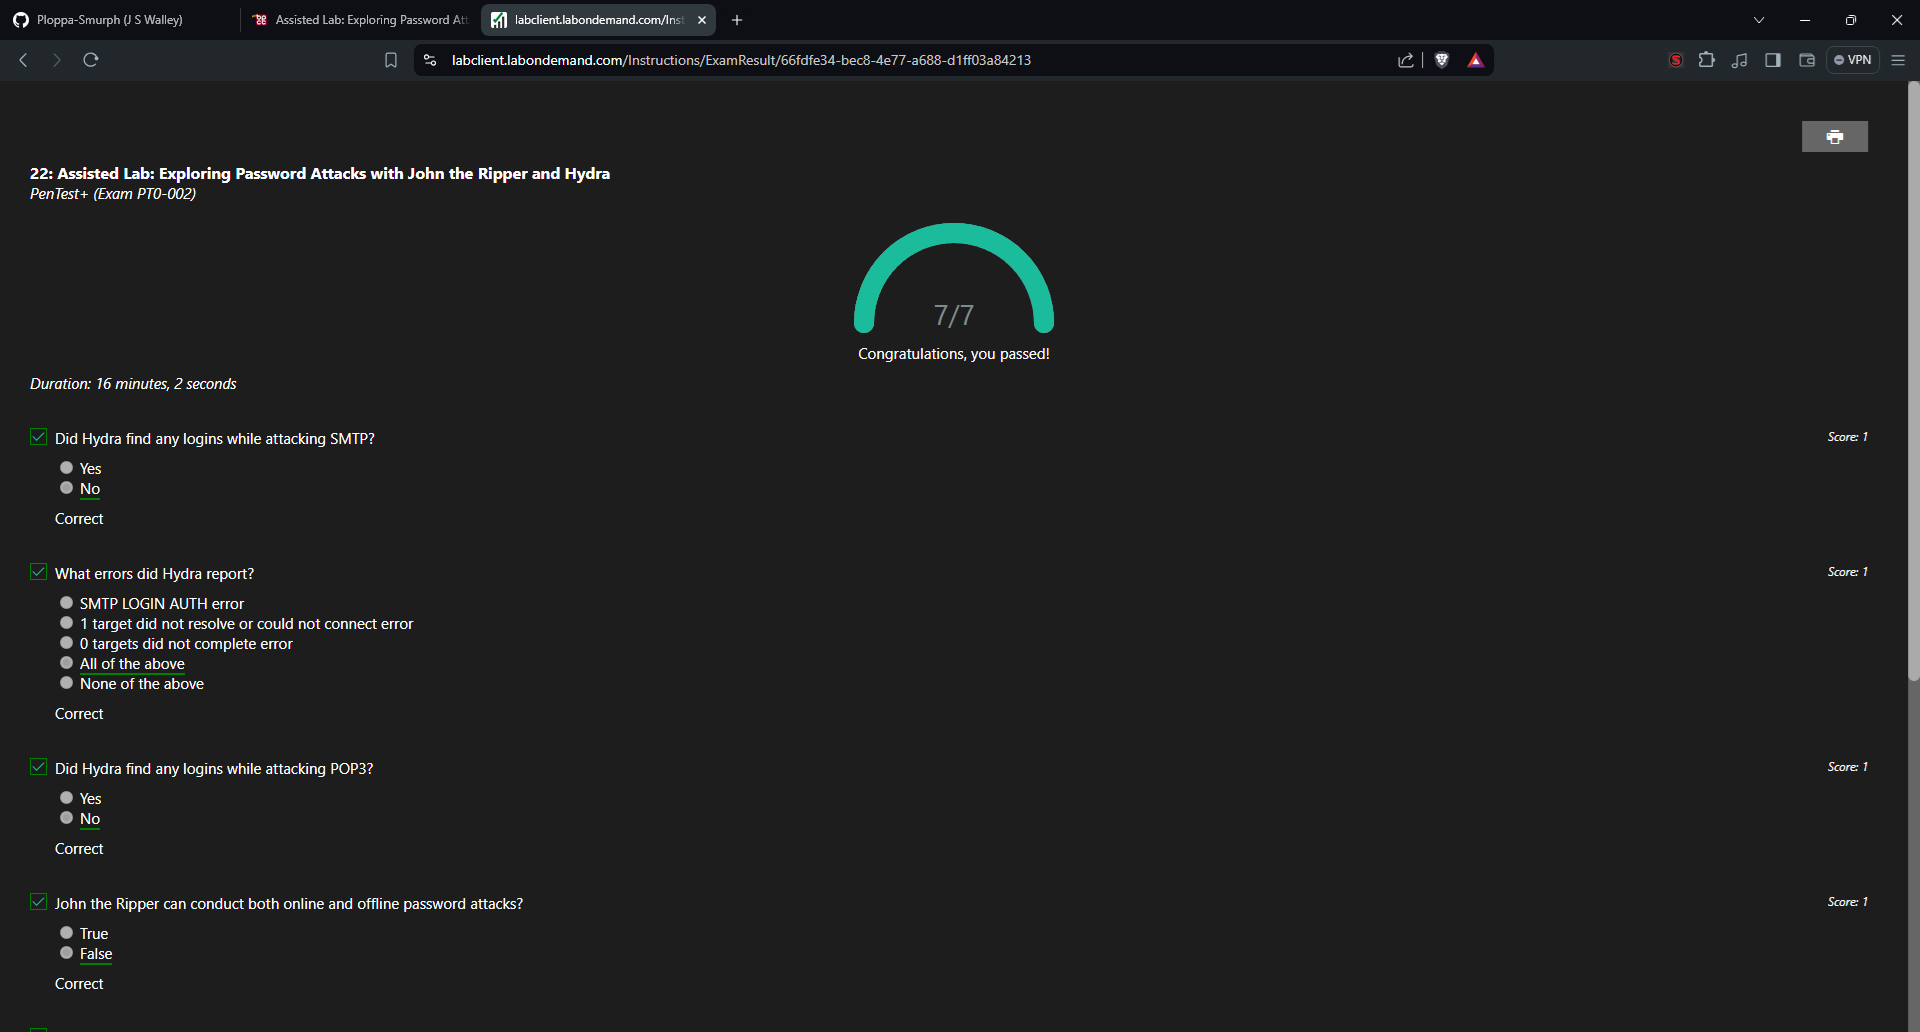 Ploppa-Smurph (J S Walley)
Assisted Lab: Exploring Password Att
labclient.labondemand.com/Inst
labclient.labondemand.com/Instructions/ExamResult/66fdfe34-bec8-4e77-a688-d1ff03a84213
VPN
22: Assisted Lab: Exploring Password Attacks with John the Ripper and Hydra
PenTest+ (Exam PT0-002)
7/7
Congratulations, you passed!
Duration: 16 minutes, 2 seconds
Did Hydra find any logins while attacking SMTP?
Score: 1
Yes
No
Correct
What errors did Hydra report?
Score: 1
SMTP LOGIN AUTH error
1 target did not resolve or could not connect error
0 targets did not complete error
All of the above
None of the above
Correct
Did Hydra find any logins while attacking POP3?
Score: 1
Yes
No
Correct
John the Ripper can conduct both online and offline password attacks?
Score: 1
True
False
Correct